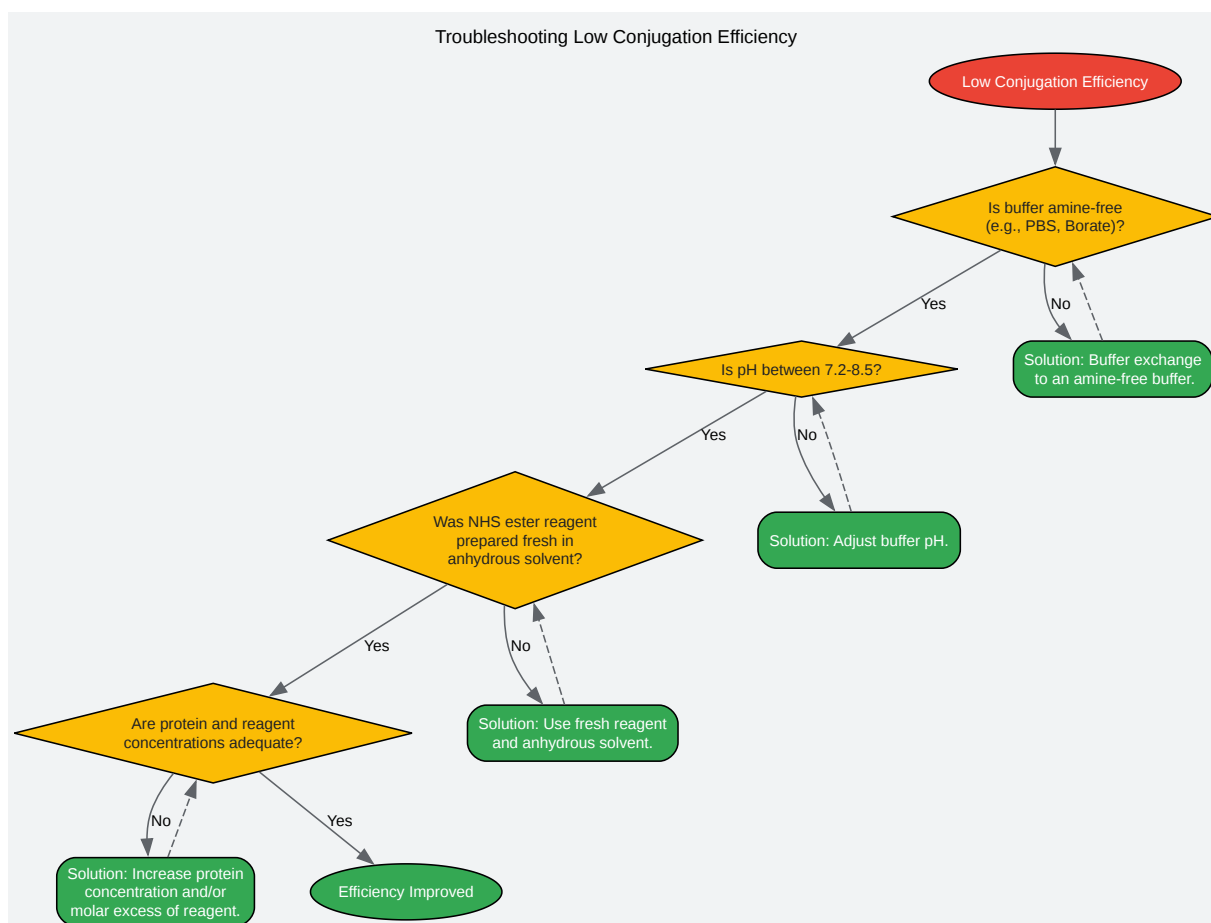 Troubleshooting Low Conjugation Efficiency
Low Conjugation Efficiency
Is buffer amine-free
(e.g., PBS, Borate)?
Yes
No
Solution: Buffer exchange
to an amine-free buffer.
Is pH between 7.2-8.5?
Yes
No
Solution: Adjust buffer pH.
Was NHS ester reagent
prepared fresh in
anhydrous solvent?
Yes
No
Solution: Use fresh reagent
and anhydrous solvent.
Are protein and reagent
concentrations adequate?
No
Yes
Solution: Increase protein
concentration and/or
molar excess of reagent.
Efficiency Improved